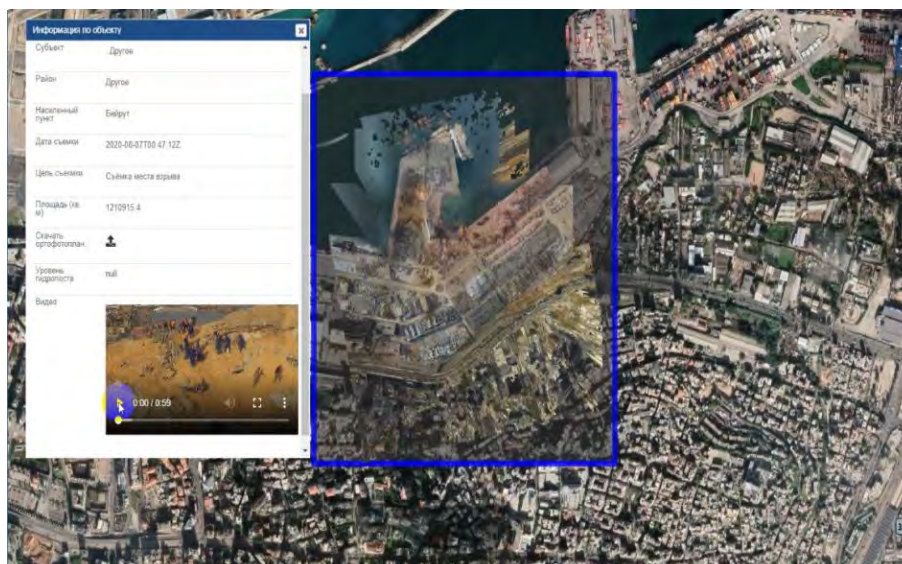 Информация по объекту
Субъект
Другое
Район
Другое
Населенный
пункт
Бейрут
Дата съемки
2020-08-07T00:47:12Z
Цель съемки
Съёмка места взрыва
Площадь (кв.
м)
1210915.4
Скачать
ортофотоплан.
Уровень
гидропоста
null
Видео
0:00 / 0:59